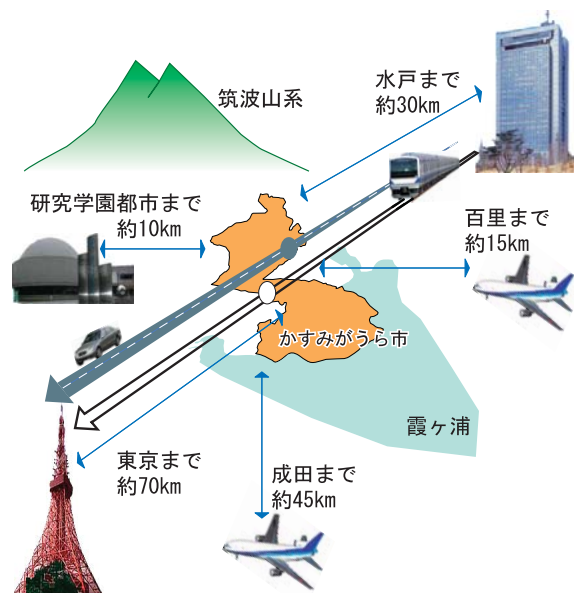 水戸まで
約30km
筑波山系
研究学園都市まで
約10km
百里まで
約15km
かすみがうら市
霞ヶ浦
東京まで
約70km
成田まで
約45km